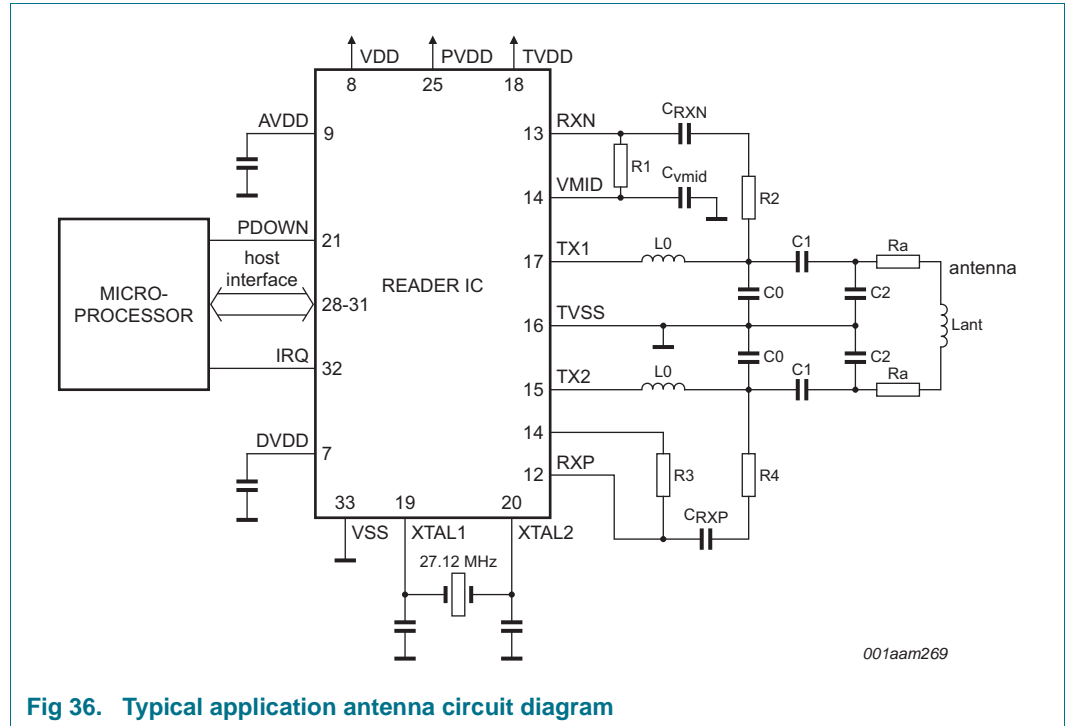 VDD
PVDD
TVDD
8
25
18
AVDD
9
13
RXN
CRXN
R1
VMID
Cvmid
14
R2
PDOWN
21
host
interface
MICRO-
PROCESSOR
28-31
READER IC
17
TX1
L0
C1
Ra
antenna
C0
C2
Lant
16
TVSS
IRQ
32
C0
C2
15
TX2
L0
C1
Ra
14
DVDD
7
12
RXP
R3
R4
33
19
20
CRXP
VSS
XTAL1
XTAL2
27.12 MHz
001aam269
Fig 36. Typical application antenna circuit diagram